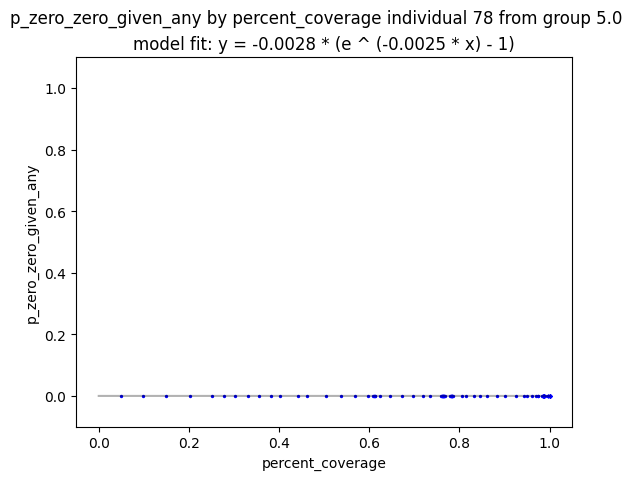 p_zero_zero_given_any by percent_coverage individual 78 from group 5.0
model fit: y = -0.0028 * (e ^ (-0.0025 * x) - 1)
1.0
0.8
0.6
0.4
0.2
0.0
p_zero_zero_given_any
0.0 0.2 0.4 0.6 0.8 1.0
percent_coverage